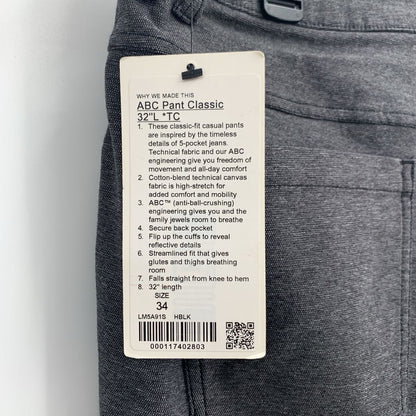 WHY WE MADE THIS
ABC Pant Classic
32"L *TC
1. These classic-fit casual pants
are inspired by the timeless
details of 5-pocket jeans.
Technical fabric and our ABC
engineering give you freedom of
movement and all-day comfort
2. Cotton-blend technical canvas
fabric is high-stretch for
added comfort and mobility
3. ABC™ (anti-ball-crushing)
engineering gives you and the
family jewels room to breathe
4. Secure back pocket
5. Flip up the cuffs to reveal
reflective details
6. Streamlined fit that gives
glutes and thighs breathing
room
7. Falls straight from knee to hem
8. 32" length
SIZE
34
LM5A91S HBLK
000117402803